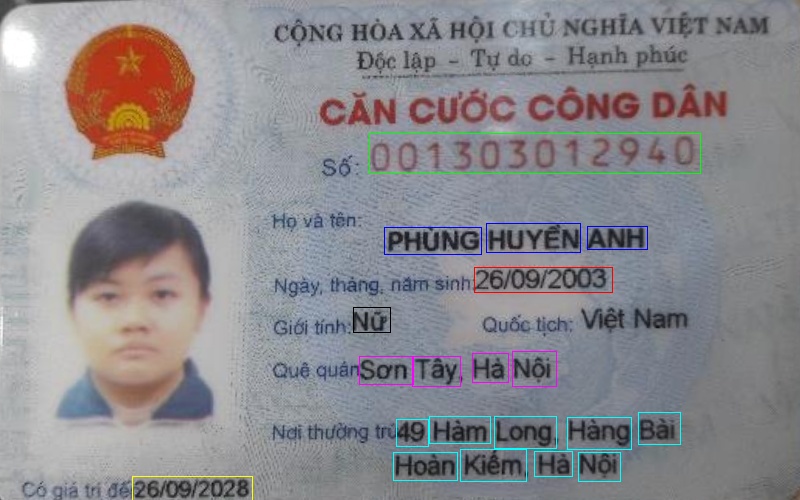 CỘNG HÒA XÃ HỘI CHỦ NGHĨA VIỆT NAM
Độc lập - Tự do - Hạnh phúc
CĂN CƯỚC CÔNG DÂN
Số: 001303012940
Họ và tên:
PHÙNG HUYỀN ANH
Ngày, tháng, năm sinh: 26/09/2003
Giới tính: Nữ Quốc tịch: Việt Nam
Quê quán Sơn Tây, Hà Nội
Nơi thường trú 49 Hàm Long, Hàng Bài
Hoàn Kiếm, Hà Nội
Có giá trị đế 26/09/2028